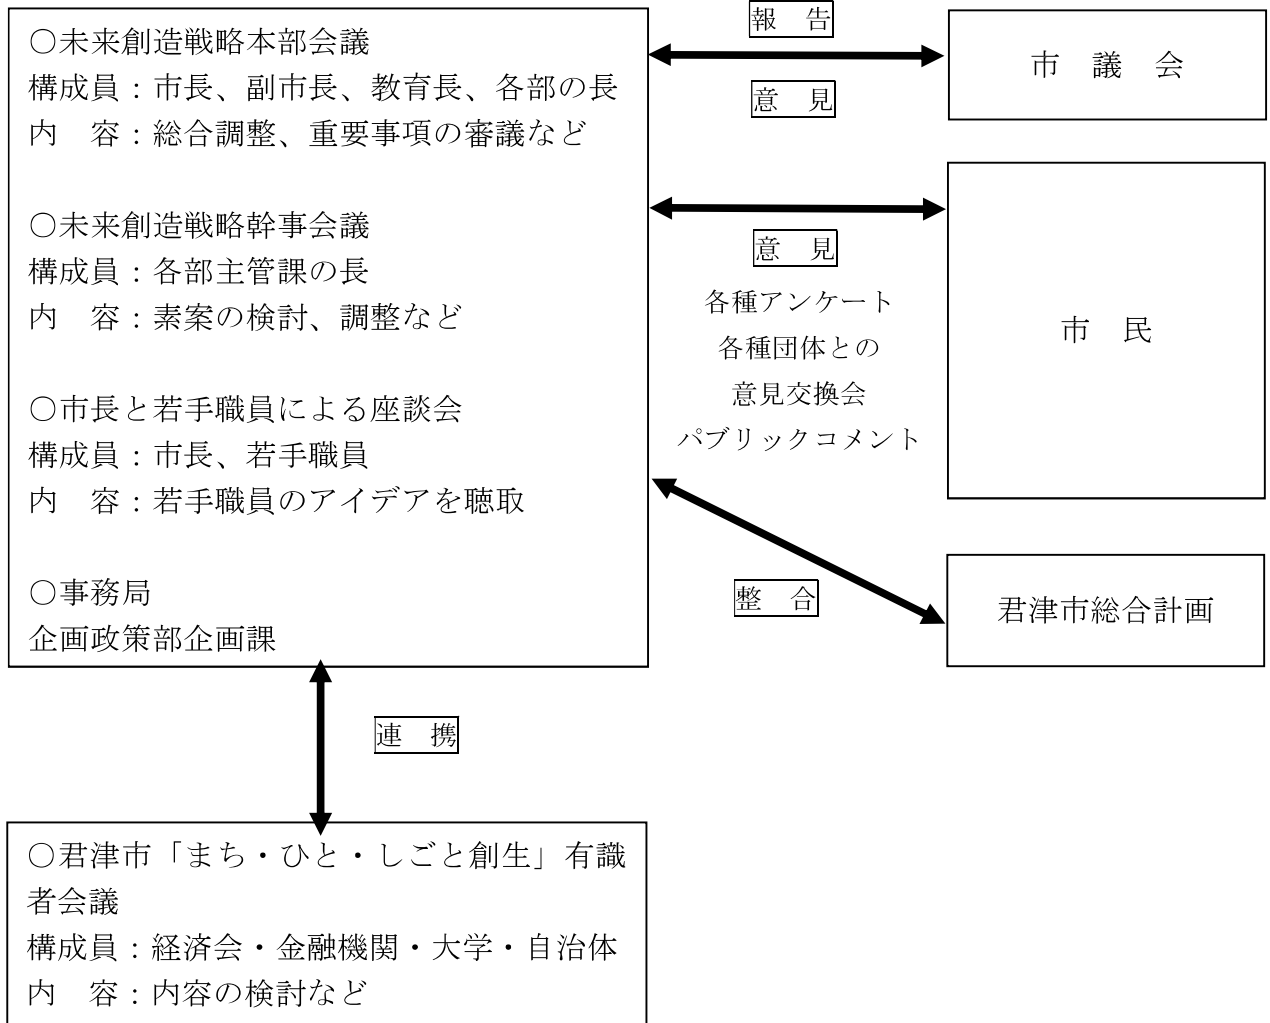 ○未来創造戦略本部会議
構成員：市長、副市長、教育長、各部の長
内　容：総合調整、重要事項の審議など
○未来創造戦略幹事会議
構成員：各部主管課の長
内　容：素案の検討、調整など
○市長と若手職員による座談会
構成員：市長、若手職員
内　容：若手職員のアイデアを聴取
○事務局
企画政策部企画課
報　告
意　見
市　議　会
意　見
各種アンケート
各種団体との
意見交換会
パブリックコメント
市　民
整　合
君津市総合計画
連　携
○君津市「まち・ひと・しごと創生」有識
者会議
構成員：経済会・金融機関・大学・自治体
内　容：内容の検討など